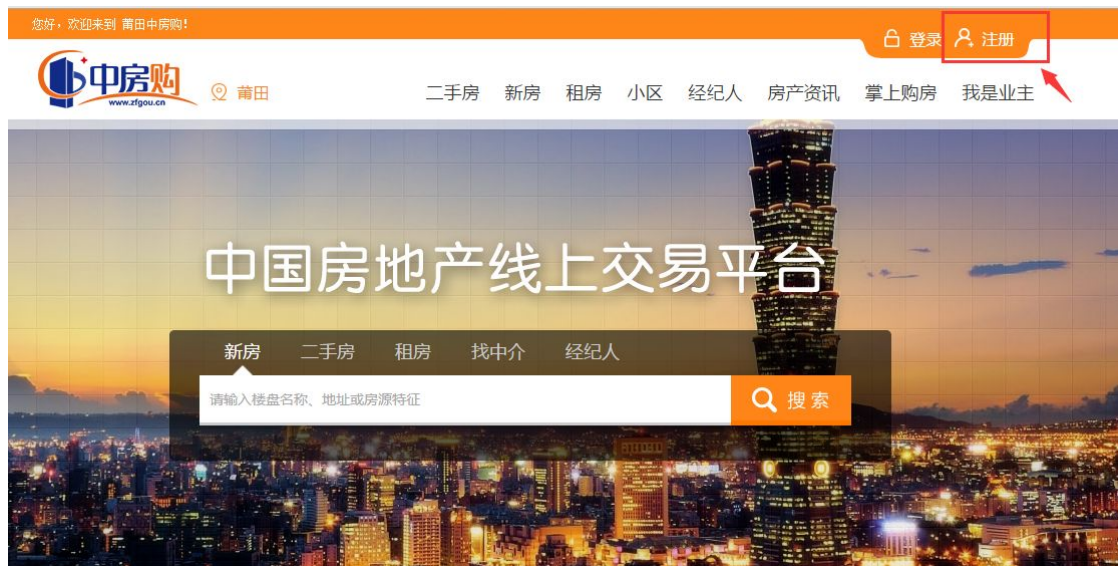 您好，欢迎来到 莆田中房购!
登录 注册
中房购
www.zfgou.cn
莆田
二手房 新房 租房 小区 经纪人 房产资讯 掌上购房 我是业主
中国房地产线上交易平台
新房 二手房 租房 找中介 经纪人
请输入楼盘名称、地址或房源特征
搜索